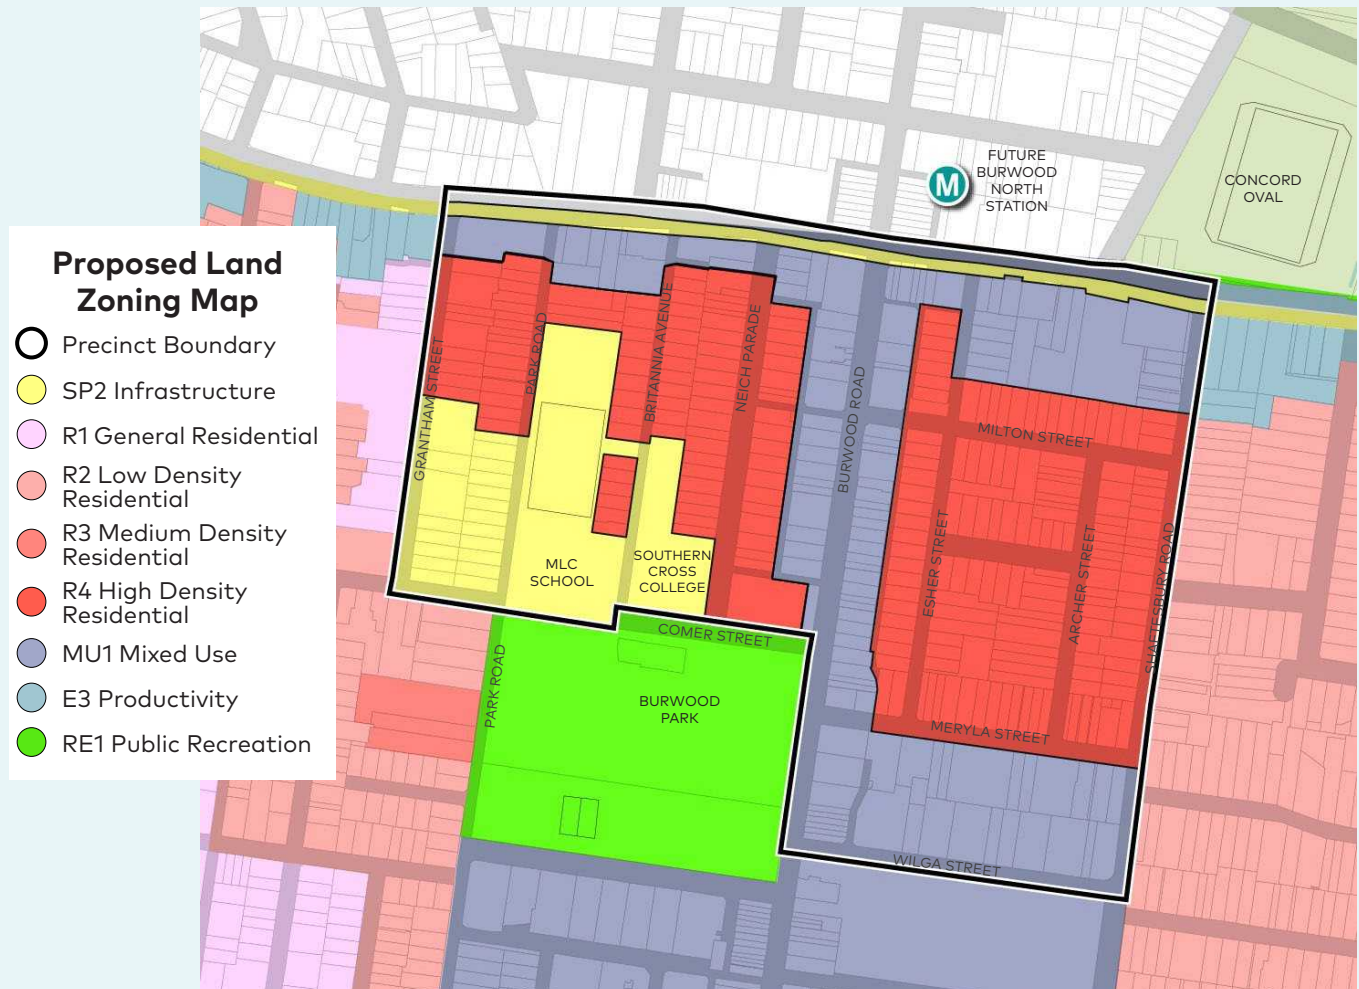 Proposed Land
Zoning Map
Precinct Boundary
SP2 Infrastructure
R1 General Residential
R2 Low Density
Residential
R3 Medium Density
Residential
R4 High Density
Residential
MU1 Mixed Use
E3 Productivity
RE1 Public Recreation
M
FUTURE
BURWOOD
NORTH
STATION
CONCORD
OVAL
GRANTHAM STREET
PARK ROAD
BRITANNIA AVENUE
NEICH PARADE
BURWOOD ROAD
MILTON STREET
ESHER STREET
ARCHER STREET
SHAFTESBURY ROAD
MLC
SCHOOL
SOUTHERN
CROSS
COLLEGE
COMER STREET
PARK ROAD
BURWOOD
PARK
MERYLA STREET
WILGA STREET